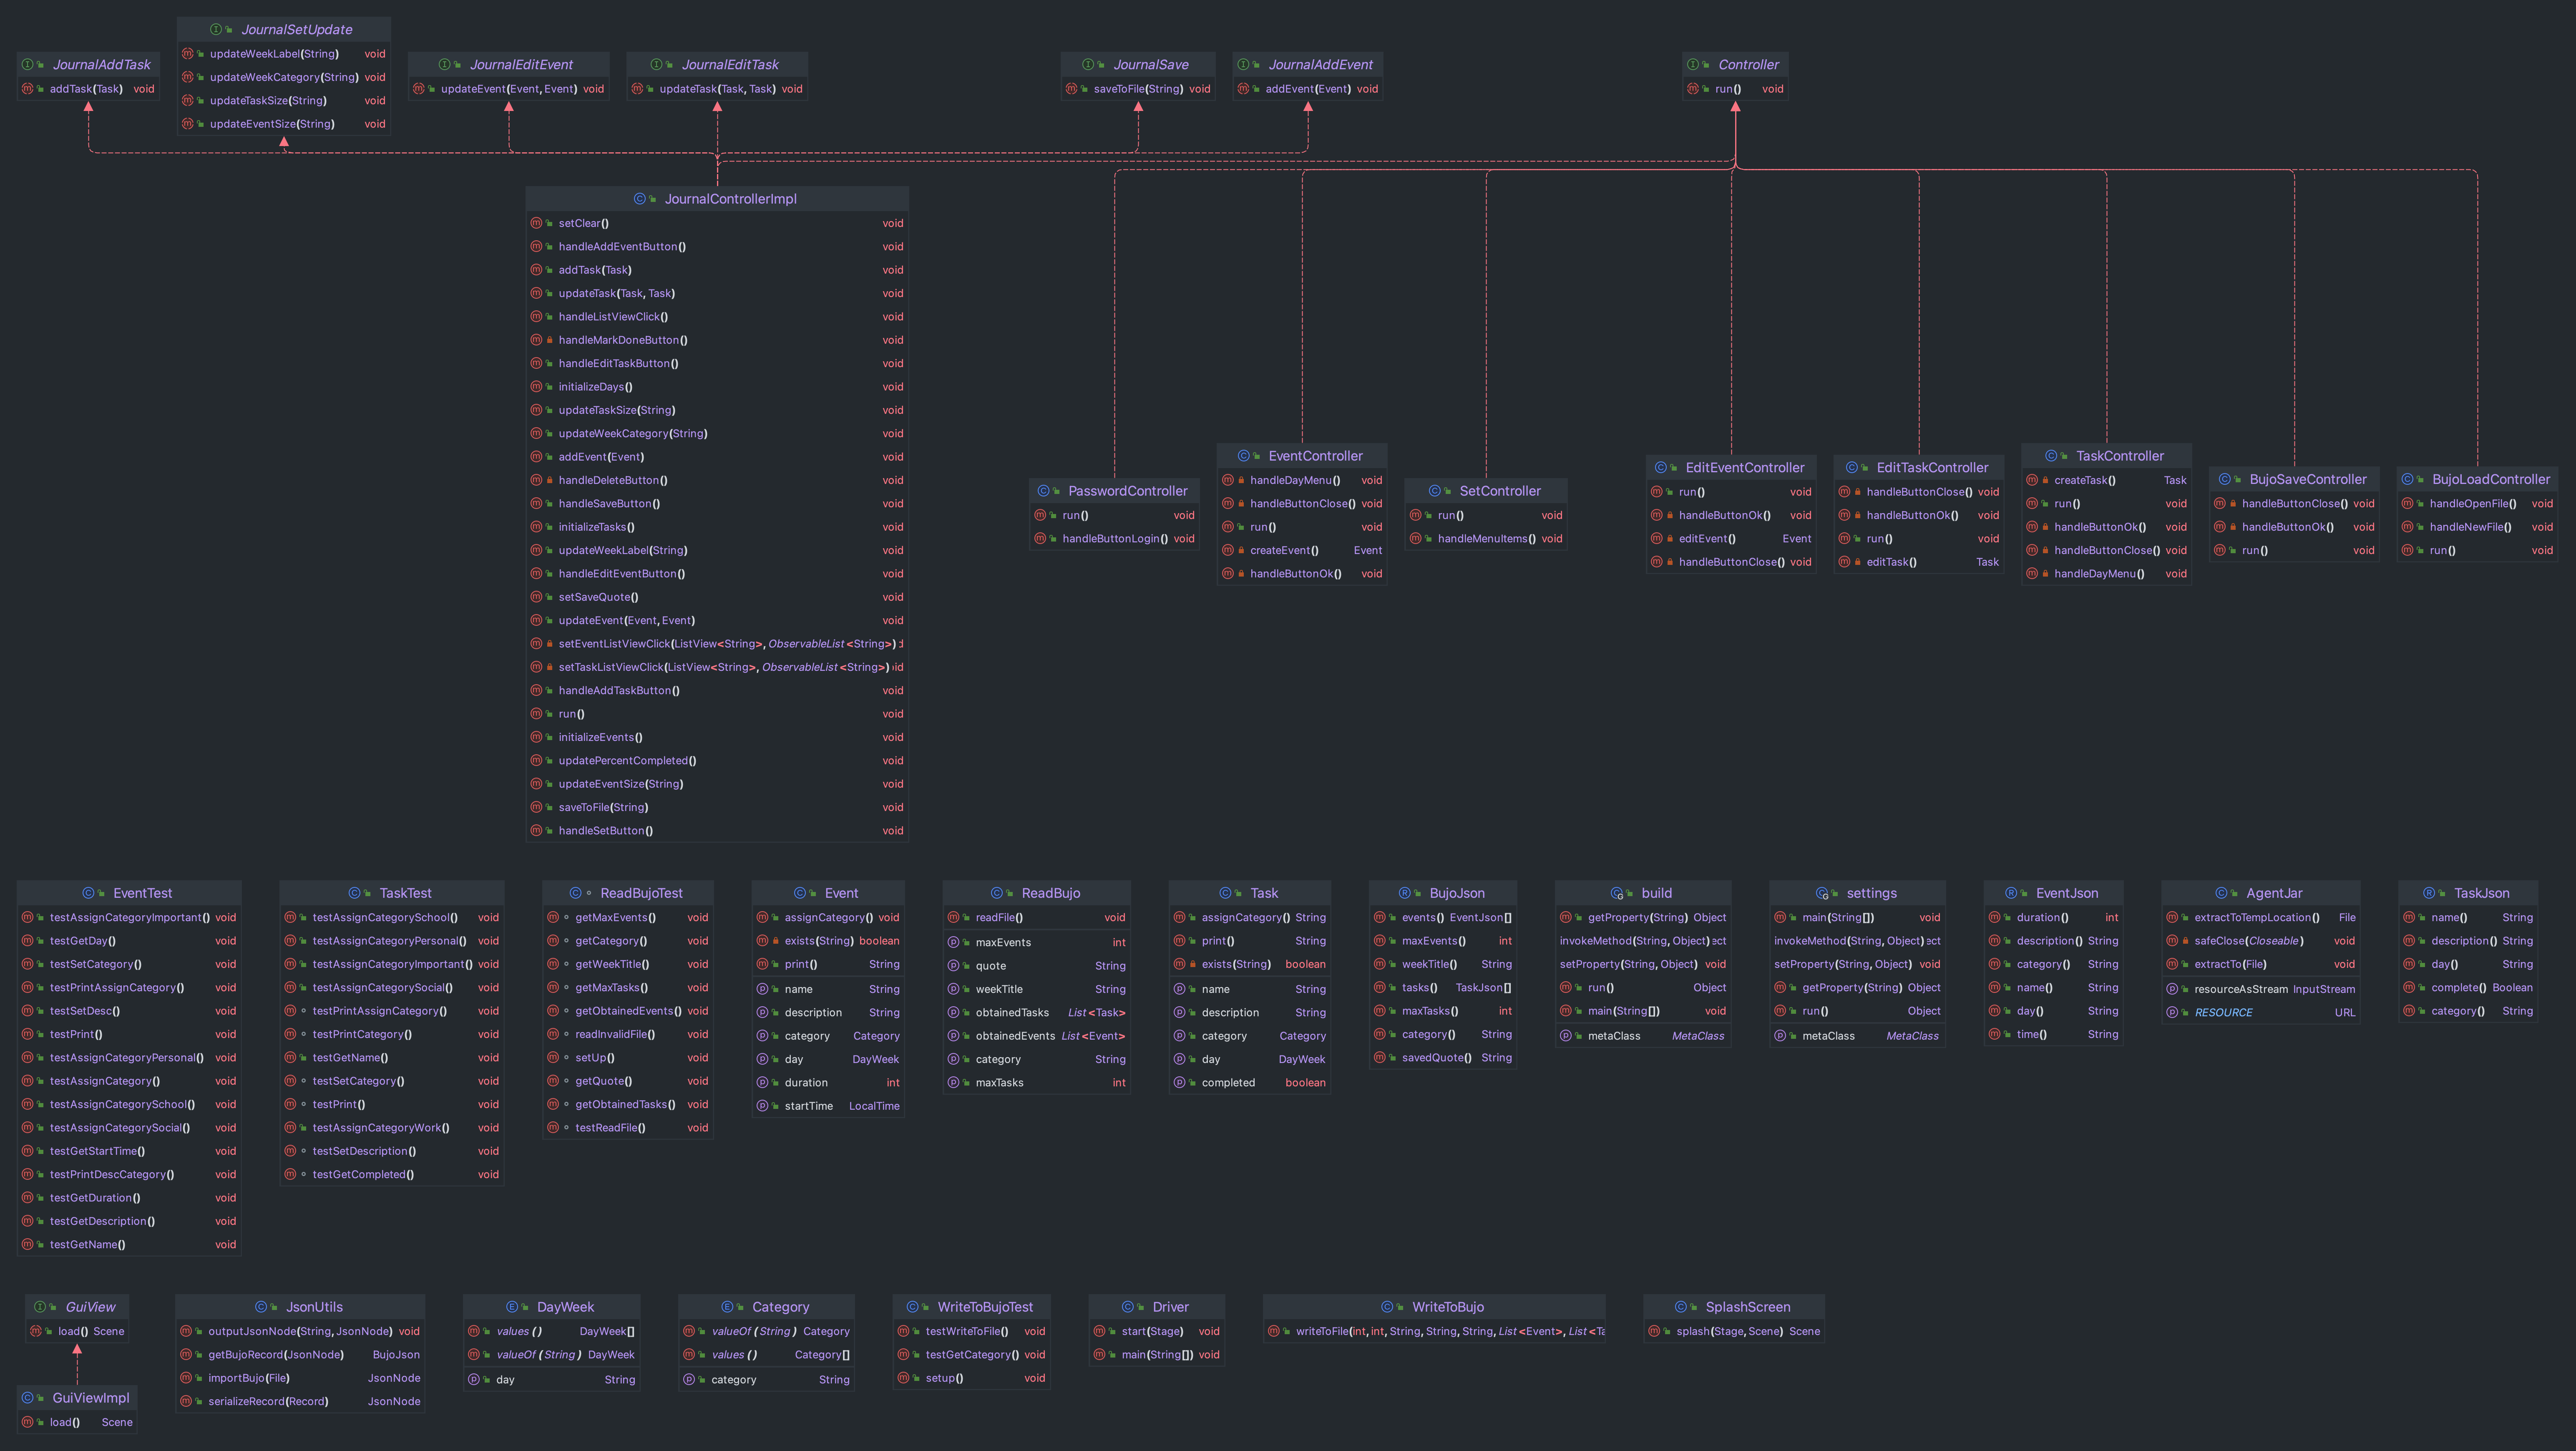 JournalSetUpdate
updateWeekLabel(String) void
updateWeekCategory(String) void
updateTaskSize(String) void
updateEventSize(String) void
JournalAddTask
addTask(Task) void
JournalEditEvent
updateEvent(Event, Event) void
JournalEditTask
updateTask(Task, Task) void
JournalSave
saveToFile(String) void
JournalAddEvent
addEvent(Event) void
Controller
run() void
JournalControllerImpl
setClear() void
handleAddEventButton() void
addTask(Task) void
updateTask(Task, Task) void
handleListViewClick() void
handleMarkDoneButton() void
handleEditTaskButton() void
initializeDays() void
updateTaskSize(String) void
updateWeekCategory(String) void
addEvent(Event) void
handleDeleteButton() void
handleSaveButton() void
initializeTasks() void
updateWeekLabel(String) void
handleEditEventButton() void
setSaveQuote() void
updateEvent(Event, Event) void
setEventListViewClick(ListView<String>, ObservableList<String>)
setTaskListViewClick(ListView<String>, ObservableList<String>)
handleAddTaskButton() void
run() void
initializeEvents() void
updatePercentCompleted() void
updateEventSize(String) void
saveToFile(String) void
handleSetButton() void
PasswordController
run() void
handleButtonLogin() void
EventController
handleDayMenu() void
handleButtonClose() void
run() void
createEvent() Event
handleButtonOk() void
SetController
run() void
handleMenuItems() void
EditEventController
run() void
handleButtonOk() void
editEvent() Event
handleButtonClose() void
EditTaskController
handleButtonClose() void
handleButtonOk() void
run() void
editTask() Task
TaskController
createTask() Task
run() void
handleButtonOk() void
handleButtonClose() void
handleDayMenu() void
BujoSaveController
handleButtonClose() void
handleButtonOk() void
run() void
BujoLoadController
handleOpenFile() void
handleNewFile() void
run() void
EventTest
testAssignCategoryImportant() void
testGetDay() void
testSetCategory() void
testPrintAssignCategory() void
testSetDesc() void
testPrint() void
testAssignCategoryPersonal() void
testAssignCategory() void
testAssignCategorySchool() void
testAssignCategorySocial() void
testGetStartTime() void
testPrintDescCategory() void
testGetDuration() void
testGetDescription() void
testGetName() void
TaskTest
testAssignCategorySchool() void
testAssignCategoryPersonal() void
testAssignCategoryImportant() void
testAssignCategorySocial() void
testPrintAssignCategory() void
testPrintCategory() void
testGetName() void
testSetCategory() void
testPrint() void
testAssignCategoryWork() void
testSetDescription() void
testGetCompleted() void
ReadBujoTest
getMaxEvents() void
getCategory() void
getWeekTitle() void
getMaxTasks() void
getObtainedEvents() void
readInvalidFile() void
setUp() void
getQuote() void
getObtainedTasks() void
testReadFile() void
Event
assignCategory() void
exists(String) boolean
print() String
name String
description String
category Category
day DayWeek
duration int
startTime LocalTime
ReadBujo
readFile() void
maxEvents int
quote String
weekTitle String
obtainedTasks List<Task>
obtainedEvents List<Event>
category String
maxTasks int
Task
assignCategory() String
print() String
exists(String) boolean
name String
description String
category Category
day DayWeek
completed boolean
BujoJson
events() EventJson[]
maxEvents() int
weekTitle() String
tasks() TaskJson[]
maxTasks() int
category() String
savedQuote() String
build
getProperty(String) Object
invokeMethod(String, Object)
setProperty(String, Object) void
run() Object
main(String[]) void
metaClass MetaClass
settings
main(String[]) void
invokeMethod(String, Object)
setProperty(String, Object) void
getProperty(String) Object
run() Object
metaClass MetaClass
EventJson
duration() int
description() String
category() String
name() String
day() String
time() String
AgentJar
extractToTempLocation() File
safeClose(Closeable) void
extractTo(File) void
resourceAsStream InputStream
RESOURCE URL
TaskJson
name() String
description() String
day() String
complete() Boolean
category() String
GuiView
load() Scene
GuiViewImpl
load() Scene
JsonUtils
outputJsonNode(String, JsonNode) void
getBujoRecord(JsonNode) BujoJson
importBujo(File) JsonNode
serializeRecord(Record) JsonNode
DayWeek
values() DayWeek[]
valueOf(String) DayWeek
day String
Category
valueOf(String) Category
values() Category[]
category String
WriteToBujoTest
testWriteToFile() void
testGetCategory() void
setup() void
Driver
start(Stage) void
main(String[]) void
WriteToBujo
writeToFile(int, int, String, String, String, List<Event>, List<Ta
SplashScreen
splash(Stage, Scene) Scene